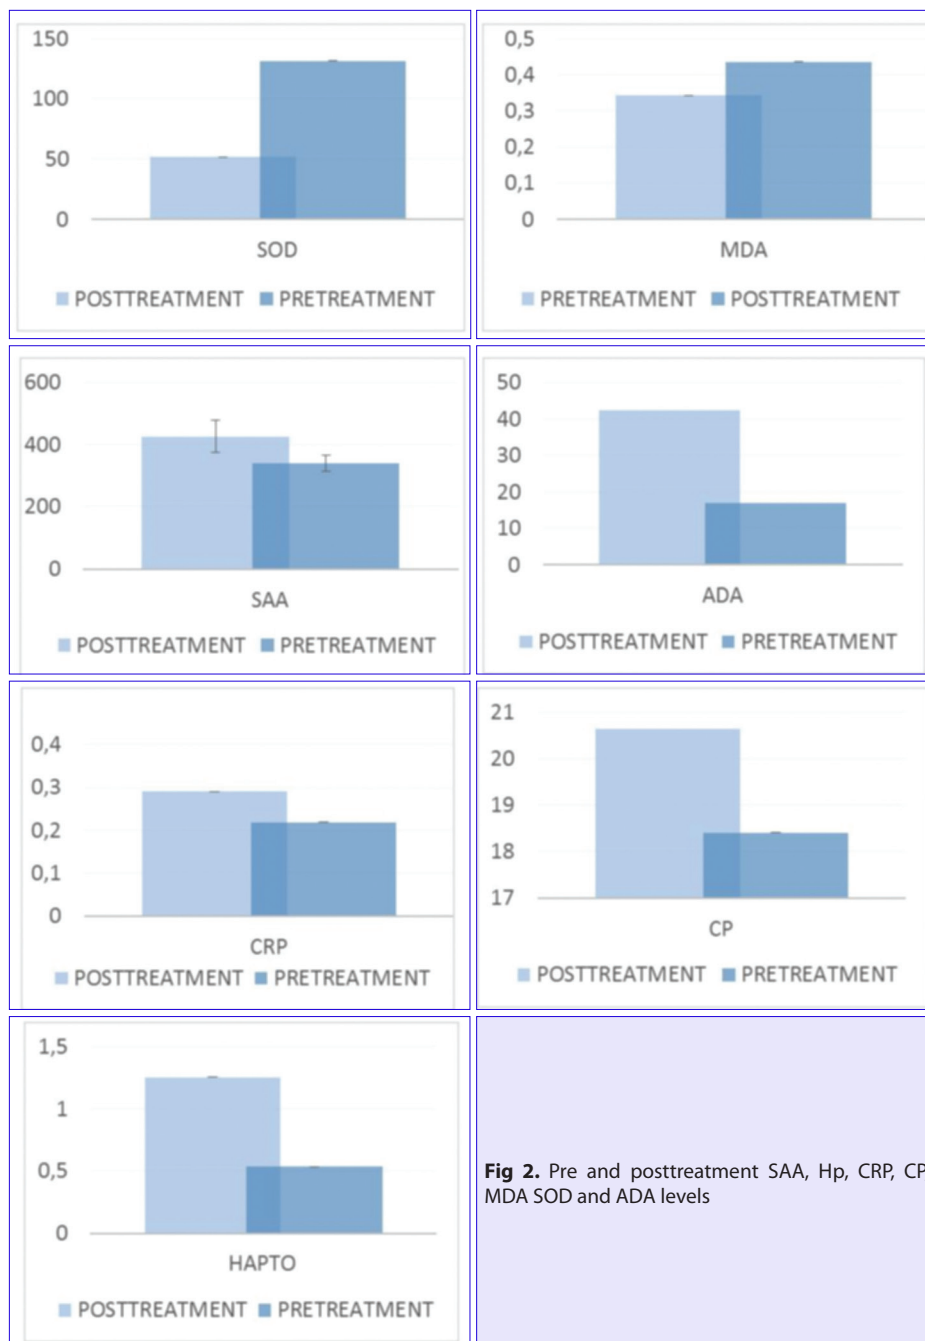 150
100
50
0
SOD
POSTTREATMENT PRETREATMENT
0,5
0,4
0,3
0,2
0,1
0
MDA
PRETREATMENT POSTTREATMENT
600
400
200
0
SAA
POSTTREATMENT PRETREATMENT
50
40
30
20
10
0
ADA
POSTTREATMENT PRETREATMENT
0,4
0,3
0,2
0,1
0
CRP
POSTTREATMENT PRETREATMENT
21
20
19
18
17
CP
POSTTREATMENT PRETREATMENT
1,5
1
0,5
0
HAPTO
POSTTREATMENT PRETREATMENT
Fig 2. Pre and posttreatment SAA, Hp, CRP, CP
MDA SOD and ADA levels